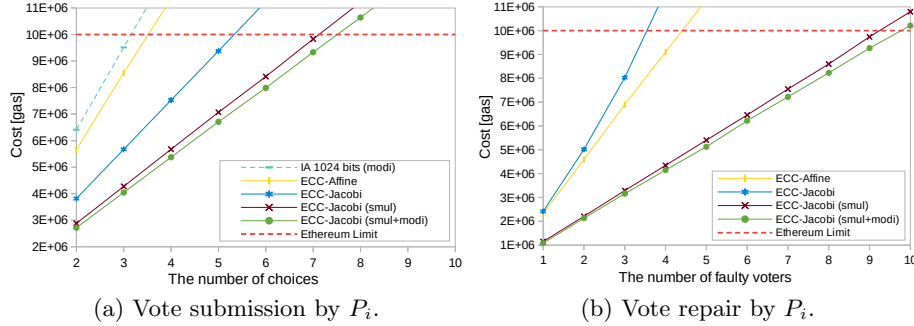 Cost [gas]
11E+06
10E+06
9E+06
8E+06
7E+06
6E+06
5E+06
4E+06
3E+06
2E+06
2 3 4 5 6 7 8 9 10
The number of choices
IA 1024 bits (modi)
ECC-Affine
ECC-Jacobi
ECC-Jacobi (smul)
ECC-Jacobi (smul+modi)
Ethereum Limit
(a) Vote submission by Pᵢ.
Cost [gas]
11E+06
10E+06
9E+06
8E+06
7E+06
6E+06
5E+06
4E+06
3E+06
2E+06
1E+06
1 2 3 4 5 6 7 8 9 10
The number of faulty voters
ECC-Affine
ECC-Jacobi
ECC-Jacobi (smul)
ECC-Jacobi (smul+modi)
Ethereum Limit
(b) Vote repair by Pᵢ.